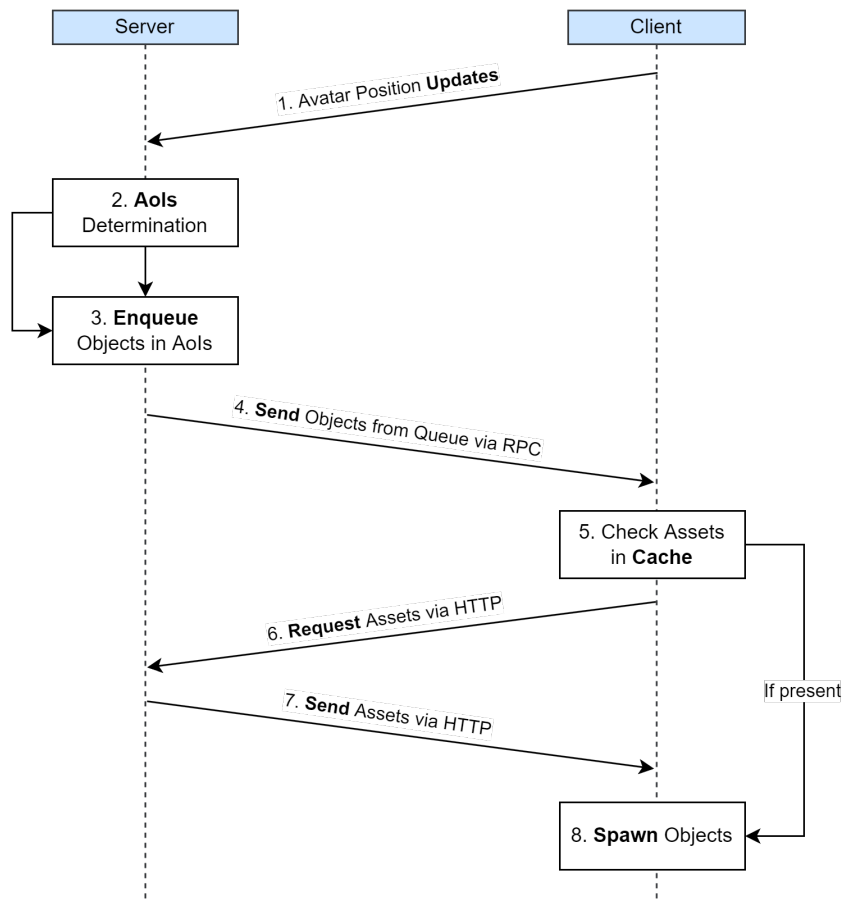 Server
Client
1. Avatar Position Updates
2. AoIs
Determination
3. Enqueue
Objects in AoIs
4. Send Objects from Queue via RPC
5. Check Assets
in Cache
6. Request Assets via HTTP
If present
7. Send Assets via HTTP
8. Spawn Objects